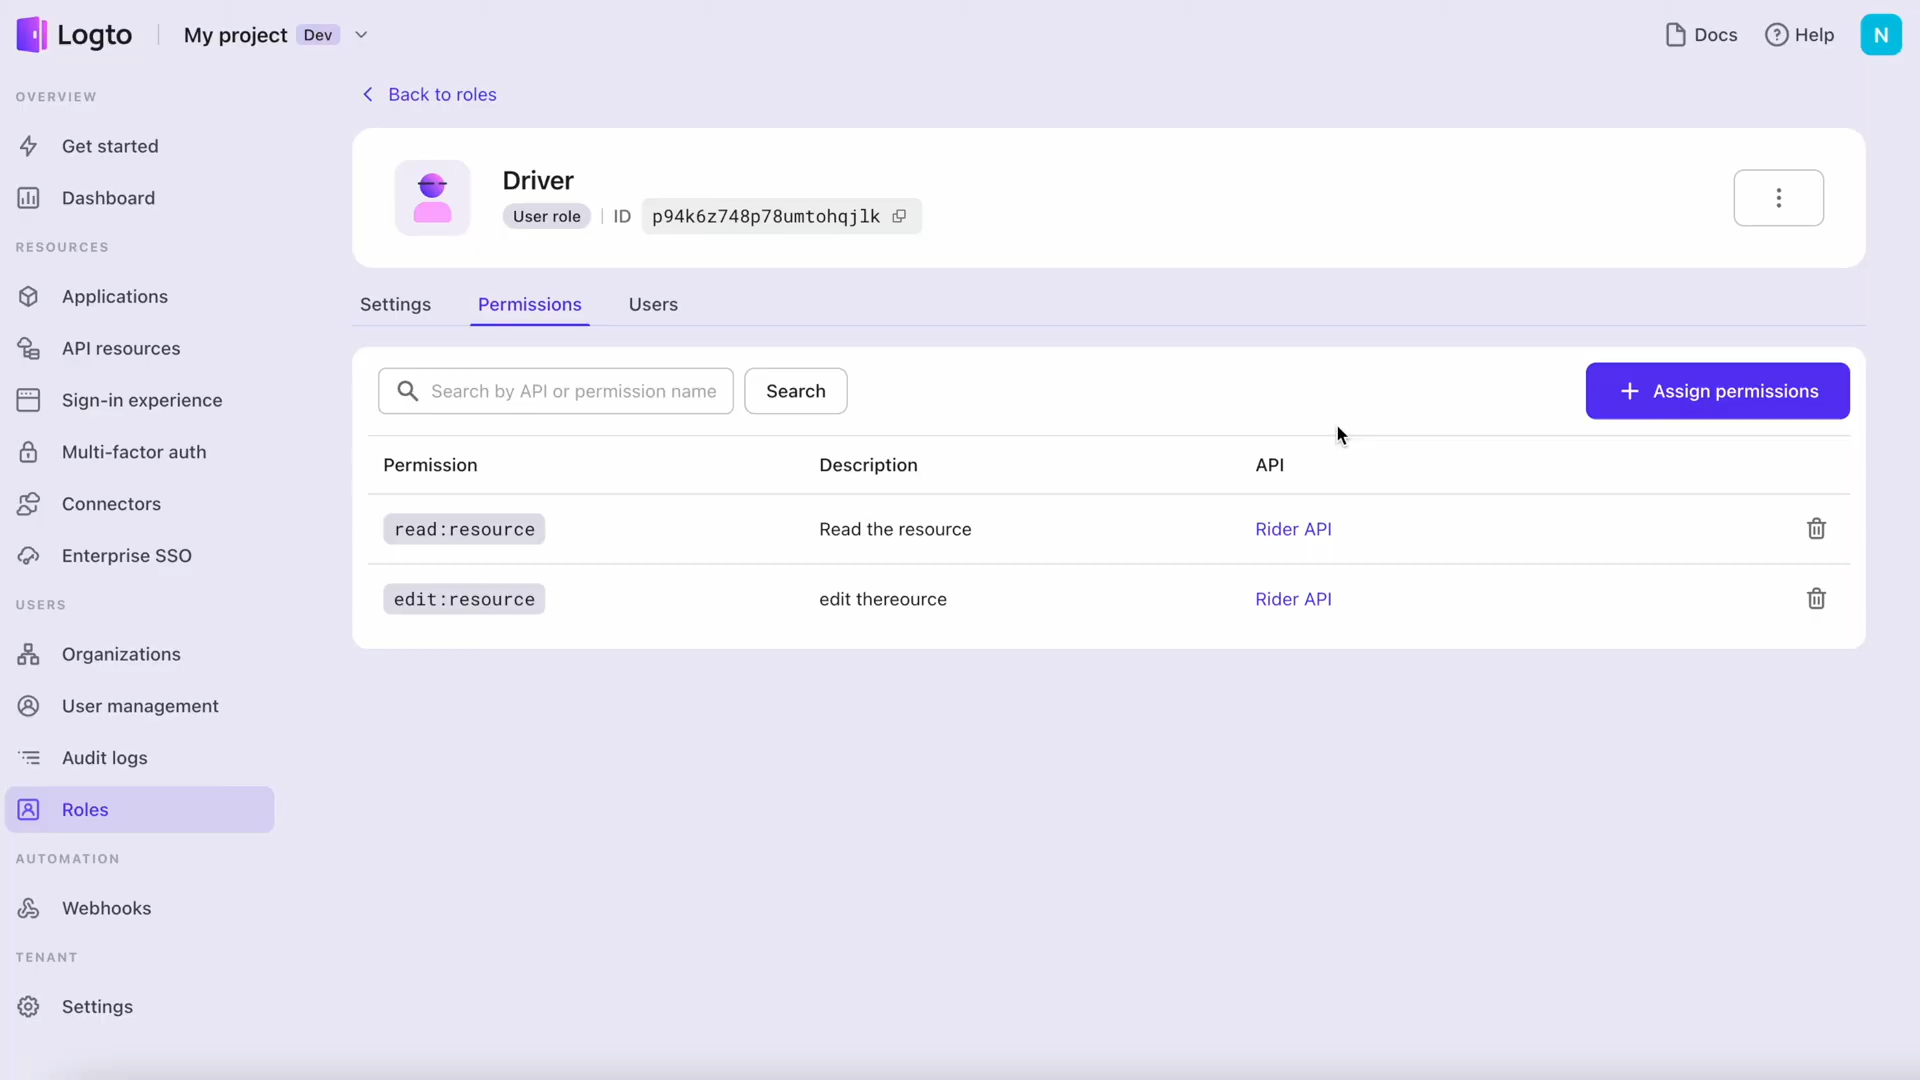 Logto
My project Dev
Docs
Help
N
OVERVIEW
Get started
Dashboard
RESOURCES
Applications
API resources
Sign-in experience
Multi-factor auth
Connectors
Enterprise SSO
USERS
Organizations
User management
Audit logs
Roles
AUTOMATION
Webhooks
TENANT
Settings
Back to roles
Driver
User role | ID p94k6z748p78umtohqjlk
Settings Permissions Users
Search by API or permission name Search + Assign permissions
Permission Description API
read:resource Read the resource Rider API
edit:resource edit thereource Rider API